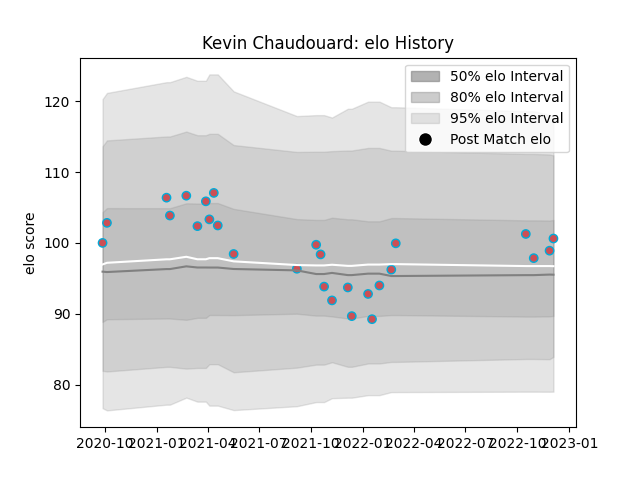 Kevin Chaudouard: elo History
50% elo Interval
80% elo Interval
95% elo Interval
Post Match elo
elo score
120
110
100
90
80
2020-10 2021-01 2021-04 2021-07 2021-10 2022-01 2022-04 2022-07 2022-10 2023-01